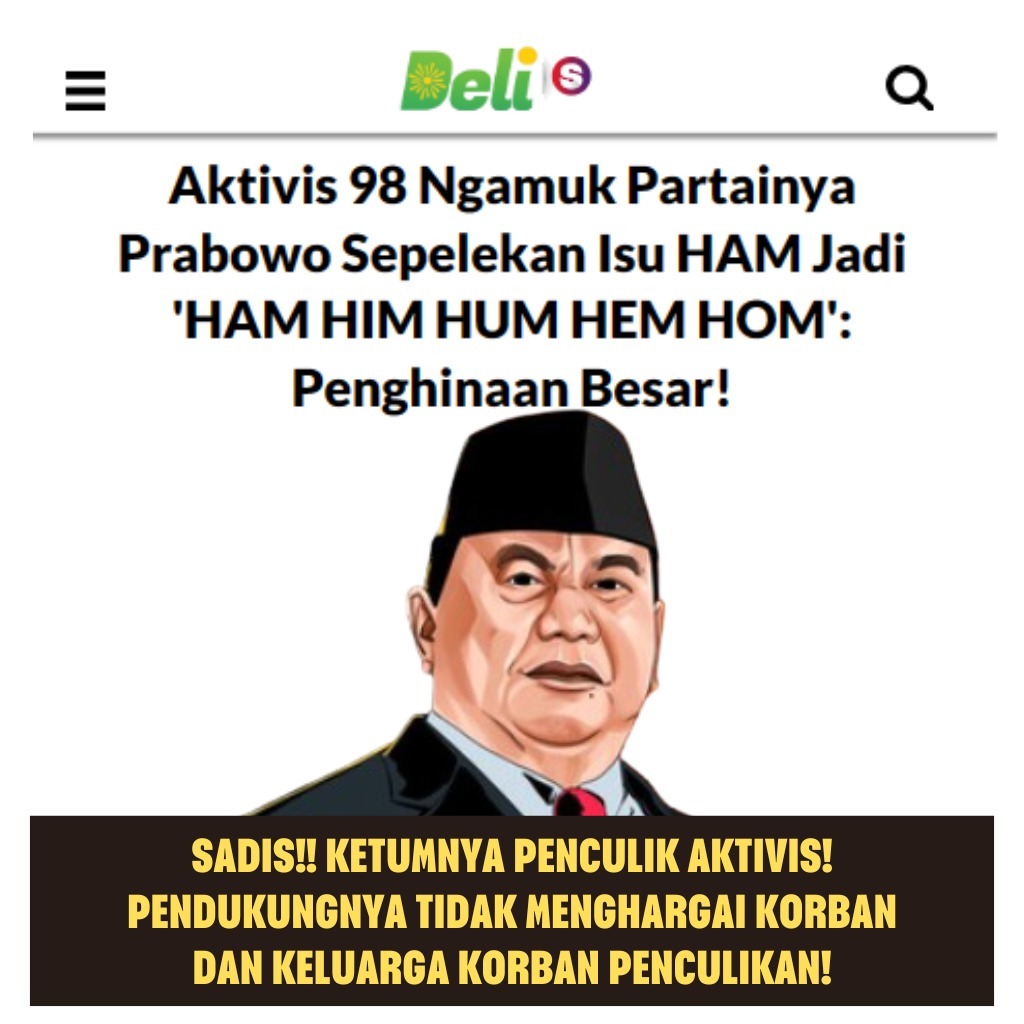 Deli S
Aktivis 98 Ngamuk Partainya
Prabowo Sepelekan Isu HAM Jadi
'HAM HIM HUM HEM HOM':
Penghinaan Besar!
SADIS!! KETUMNYA PENCULIK AKTIVIS!
PENDUKUNGNYA TIDAK MENGHARGAI KORBAN
DAN KELUARGA KORBAN PENCULIKAN!